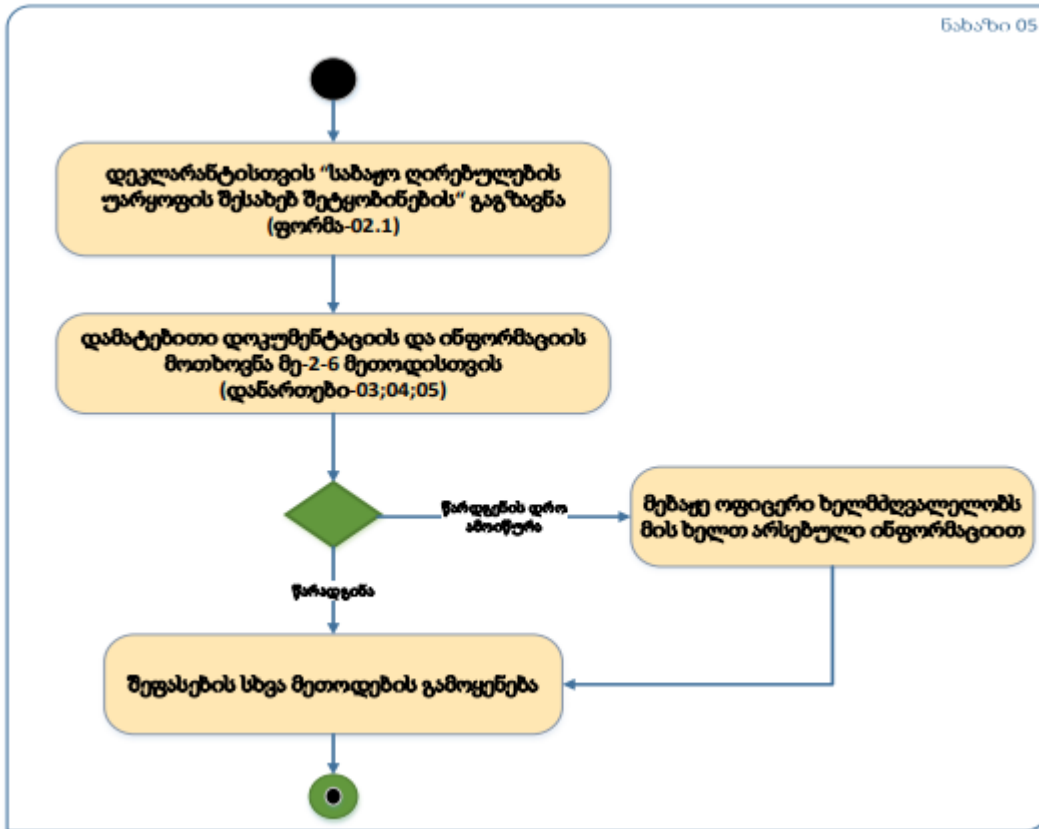 ნახაზი 05
დეკლარანტისთვის “საბაჟო ღირებულების
უარყოფის შესახებ შეტყობინების“ გაგზავნა
(ფორმა-02.1)
დამატებითი დოკუმენტაციის და ინფორმაციის
მოთხოვნა მე-2-6 მეთოდისთვის
(დანართები-03;04;05)
წარდგენის დრო
ამოიწურა
მებაჟე ოფიცერი ხელმძღვანელობს
მის ხელთ არსებული ინფორმაციით
წარადგინა
შეფასების სხვა მეთოდების გამოყენება